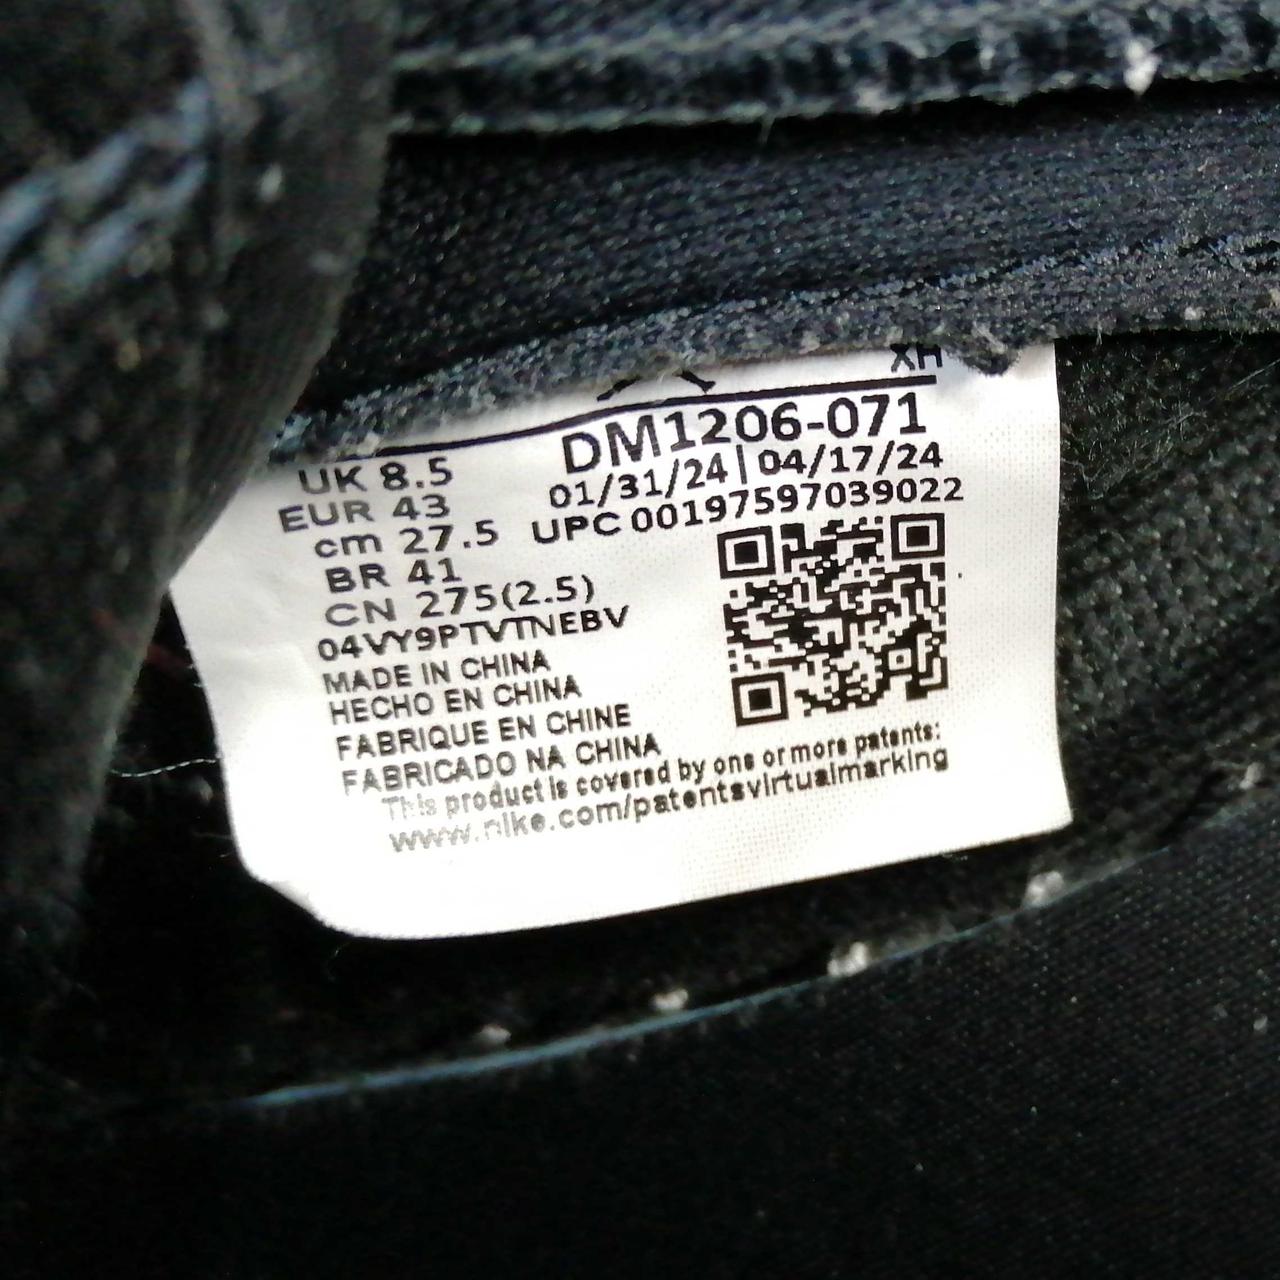 XH
DM1206-071
01/31/24 | 04/17/24
UPC 00197597039022
UK 8.5
EUR 43
cm 27.5
BR 41
CN 275(2.5)
04VY9PTVTNEBV
MADE IN CHINA
HECHO EN CHINA
FABRIQUE EN CHINE
FABRICADO NA CHINA
This product is covered by one or more patents:
www.nike.com/patentsvirtualmarking